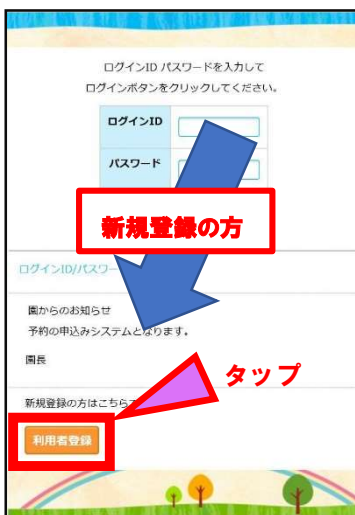 ログインID パスワードを入力して
ログインボタンをクリックしてください。
ログインID
パスワード
新規登録の方
ログインID/パスワー
園からのお知らせ
予約の申込みシステムとなります。
園長
タップ
新規登録の方はこちら
利用者登録